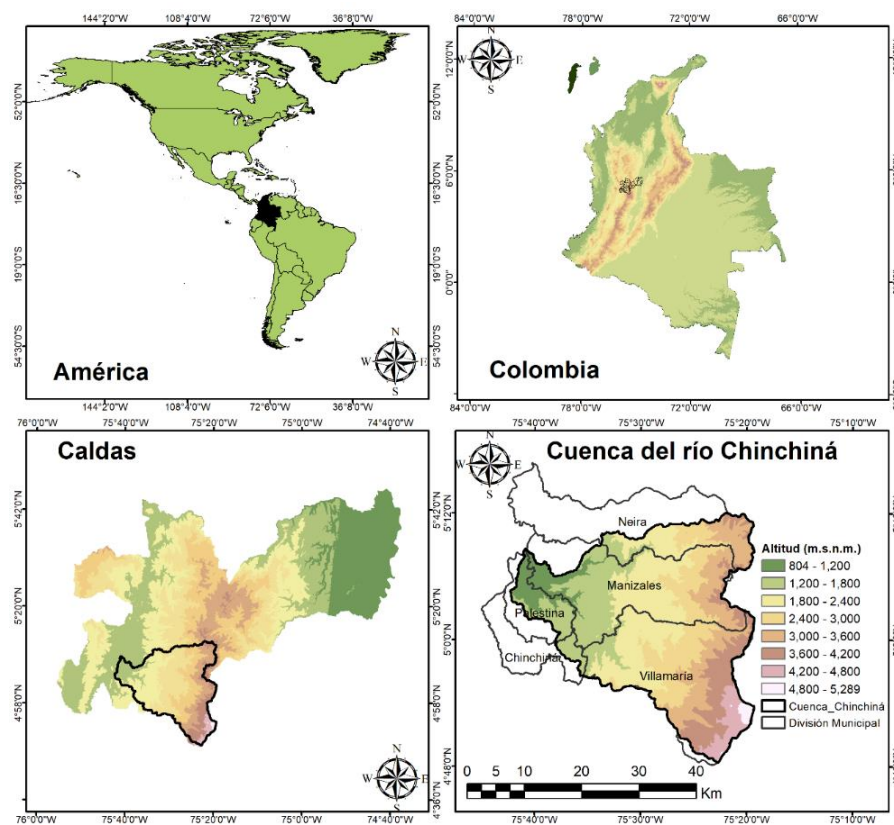 144°2'0"W 108°4'0"W 72°6'0"W 36°8'0"W
52°0'0"N
16°30'0"N
19°0'0"S
54°30'0"S
52°0'0"N
16°30'0"N
19°0'0"S
54°30'0"S
N
W E
S
América
144°2'0"W 108°4'0"W 72°6'0"W 36°8'0"W
84°0'0"W 78°0'0"W 72°0'0"W 66°0'0"W
N
W E
S
12°0'0"N
6°0'0"N
0°0'0"
Colombia
84°0'0"W 78°0'0"W 72°0'0"W 66°0'0"W
76°0'0"W 75°40'0"W 75°20'0"W 75°0'0"W 74°40'0"W
Caldas
N
W E
S
5°42'0"N
5°20'0"N
4°58'0"N
5°42'0"N
5°20'0"N
4°58'0"N
4°36'0"N
N
W E
S
76°0'0"W 75°40'0"W 75°20'0"W 75°0'0"W 74°40'0"W
75°40'0"W 75°30'0"W 75°20'0"W 75°10'0"W
Cuenca del río Chinchiná
N
W E
S
5°12'0"N
5°0'0"N
4°48'0"N
Neira
Manizales
Palestina
Chinchiná
Villamaría
Altitud (m.s.n.m.)
804 - 1,200
1,200 - 1,800
1,800 - 2,400
2,400 - 3,000
3,000 - 3,600
3,600 - 4,200
4,200 - 4,800
4,800 - 5,289
Cuenca_Chinchiná
División Municipal
0 5 10 20 30 40
Km
75°40'0"W 75°30'0"W 75°20'0"W 75°10'0"W